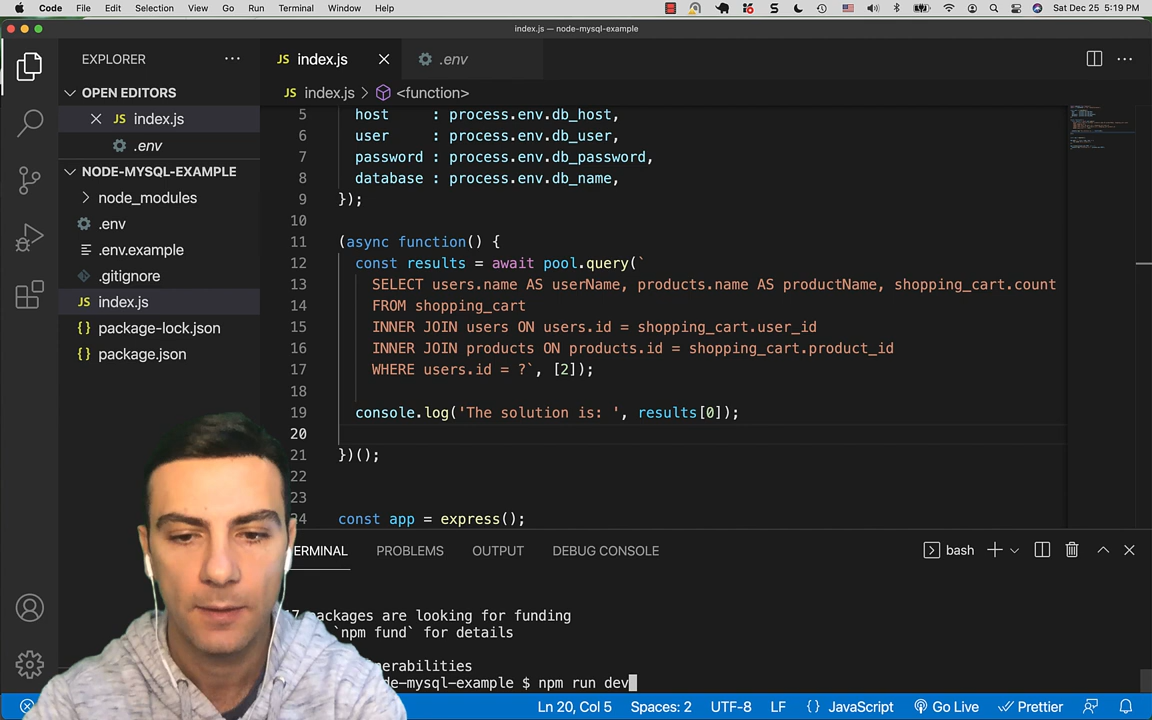 Code File Edit Selection View Go Run Terminal Window Help
Sat Dec 25 5:19 PM
index.js — node-mysql-example
EXPLORER
JS index.js
.env
OPEN EDITORS
JS index.js
.env
NODE-MYSQL-EXAMPLE
node_modules
.env
.env.example
.gitignore
JS index.js
{} package-lock.json
{} package.json
JS index.js > <function>
5 host : process.env.db_host,
6 user : process.env.db_user,
7 password : process.env.db_password,
8 database : process.env.db_name,
9 });
10
11 (async function() {
12 const results = await pool.query(`
13 SELECT users.name AS userName, products.name AS productName, shopping_cart.count
14 FROM shopping_cart
15 INNER JOIN users ON users.id = shopping_cart.user_id
16 INNER JOIN products ON products.id = shopping_cart.product_id
17 WHERE users.id = ?`, [2]);
18
19 console.log('The solution is: ', results[0]);
20
21 })();
22
23
24 const app = express();
TERMINAL PROBLEMS OUTPUT DEBUG CONSOLE
bash
packages are looking for funding
`npm fund` for details
de-mysql-example $ npm run dev
Ln 20, Col 5 Spaces: 2 UTF-8 LF {} JavaScript Go Live Prettier